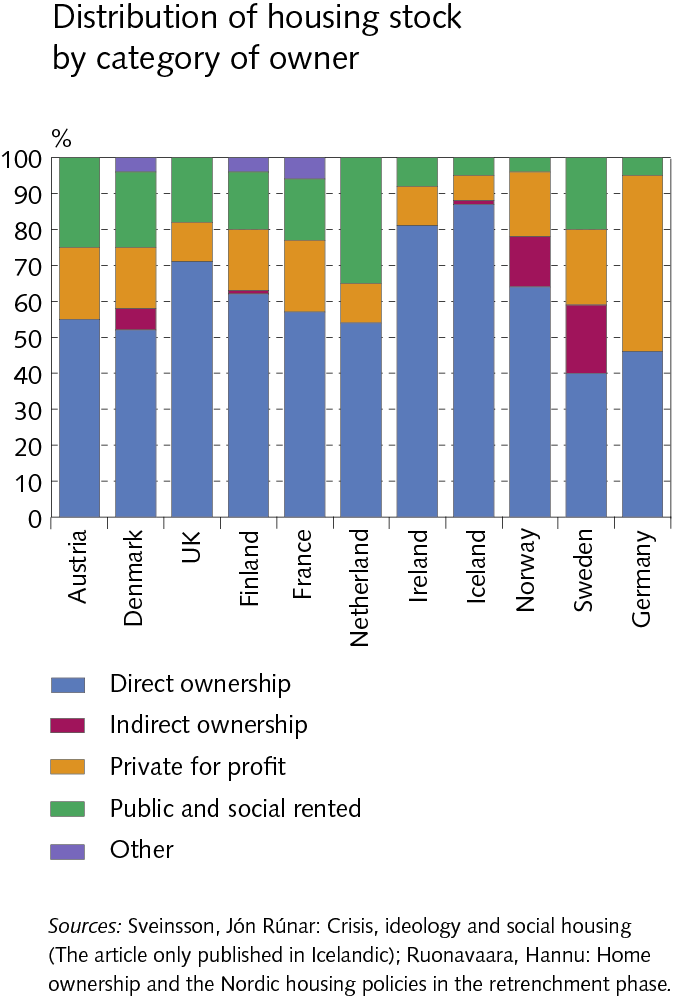 Distribution of housing stock
by category of owner
%
100
90
80
70
60
50
40
30
20
10
0
Austria
Denmark
UK
Finland
France
Netherland
Ireland
Iceland
Norway
Sweden
Germany
Direct ownership
Indirect ownership
Private for profit
Public and social rented
Other
Sources: Sveinsson, Jón Rúnar: Crisis, ideology and social housing
(The article only published in Icelandic); Ruonavaara, Hannu: Home
ownership and the Nordic housing policies in the retrenchment phase.